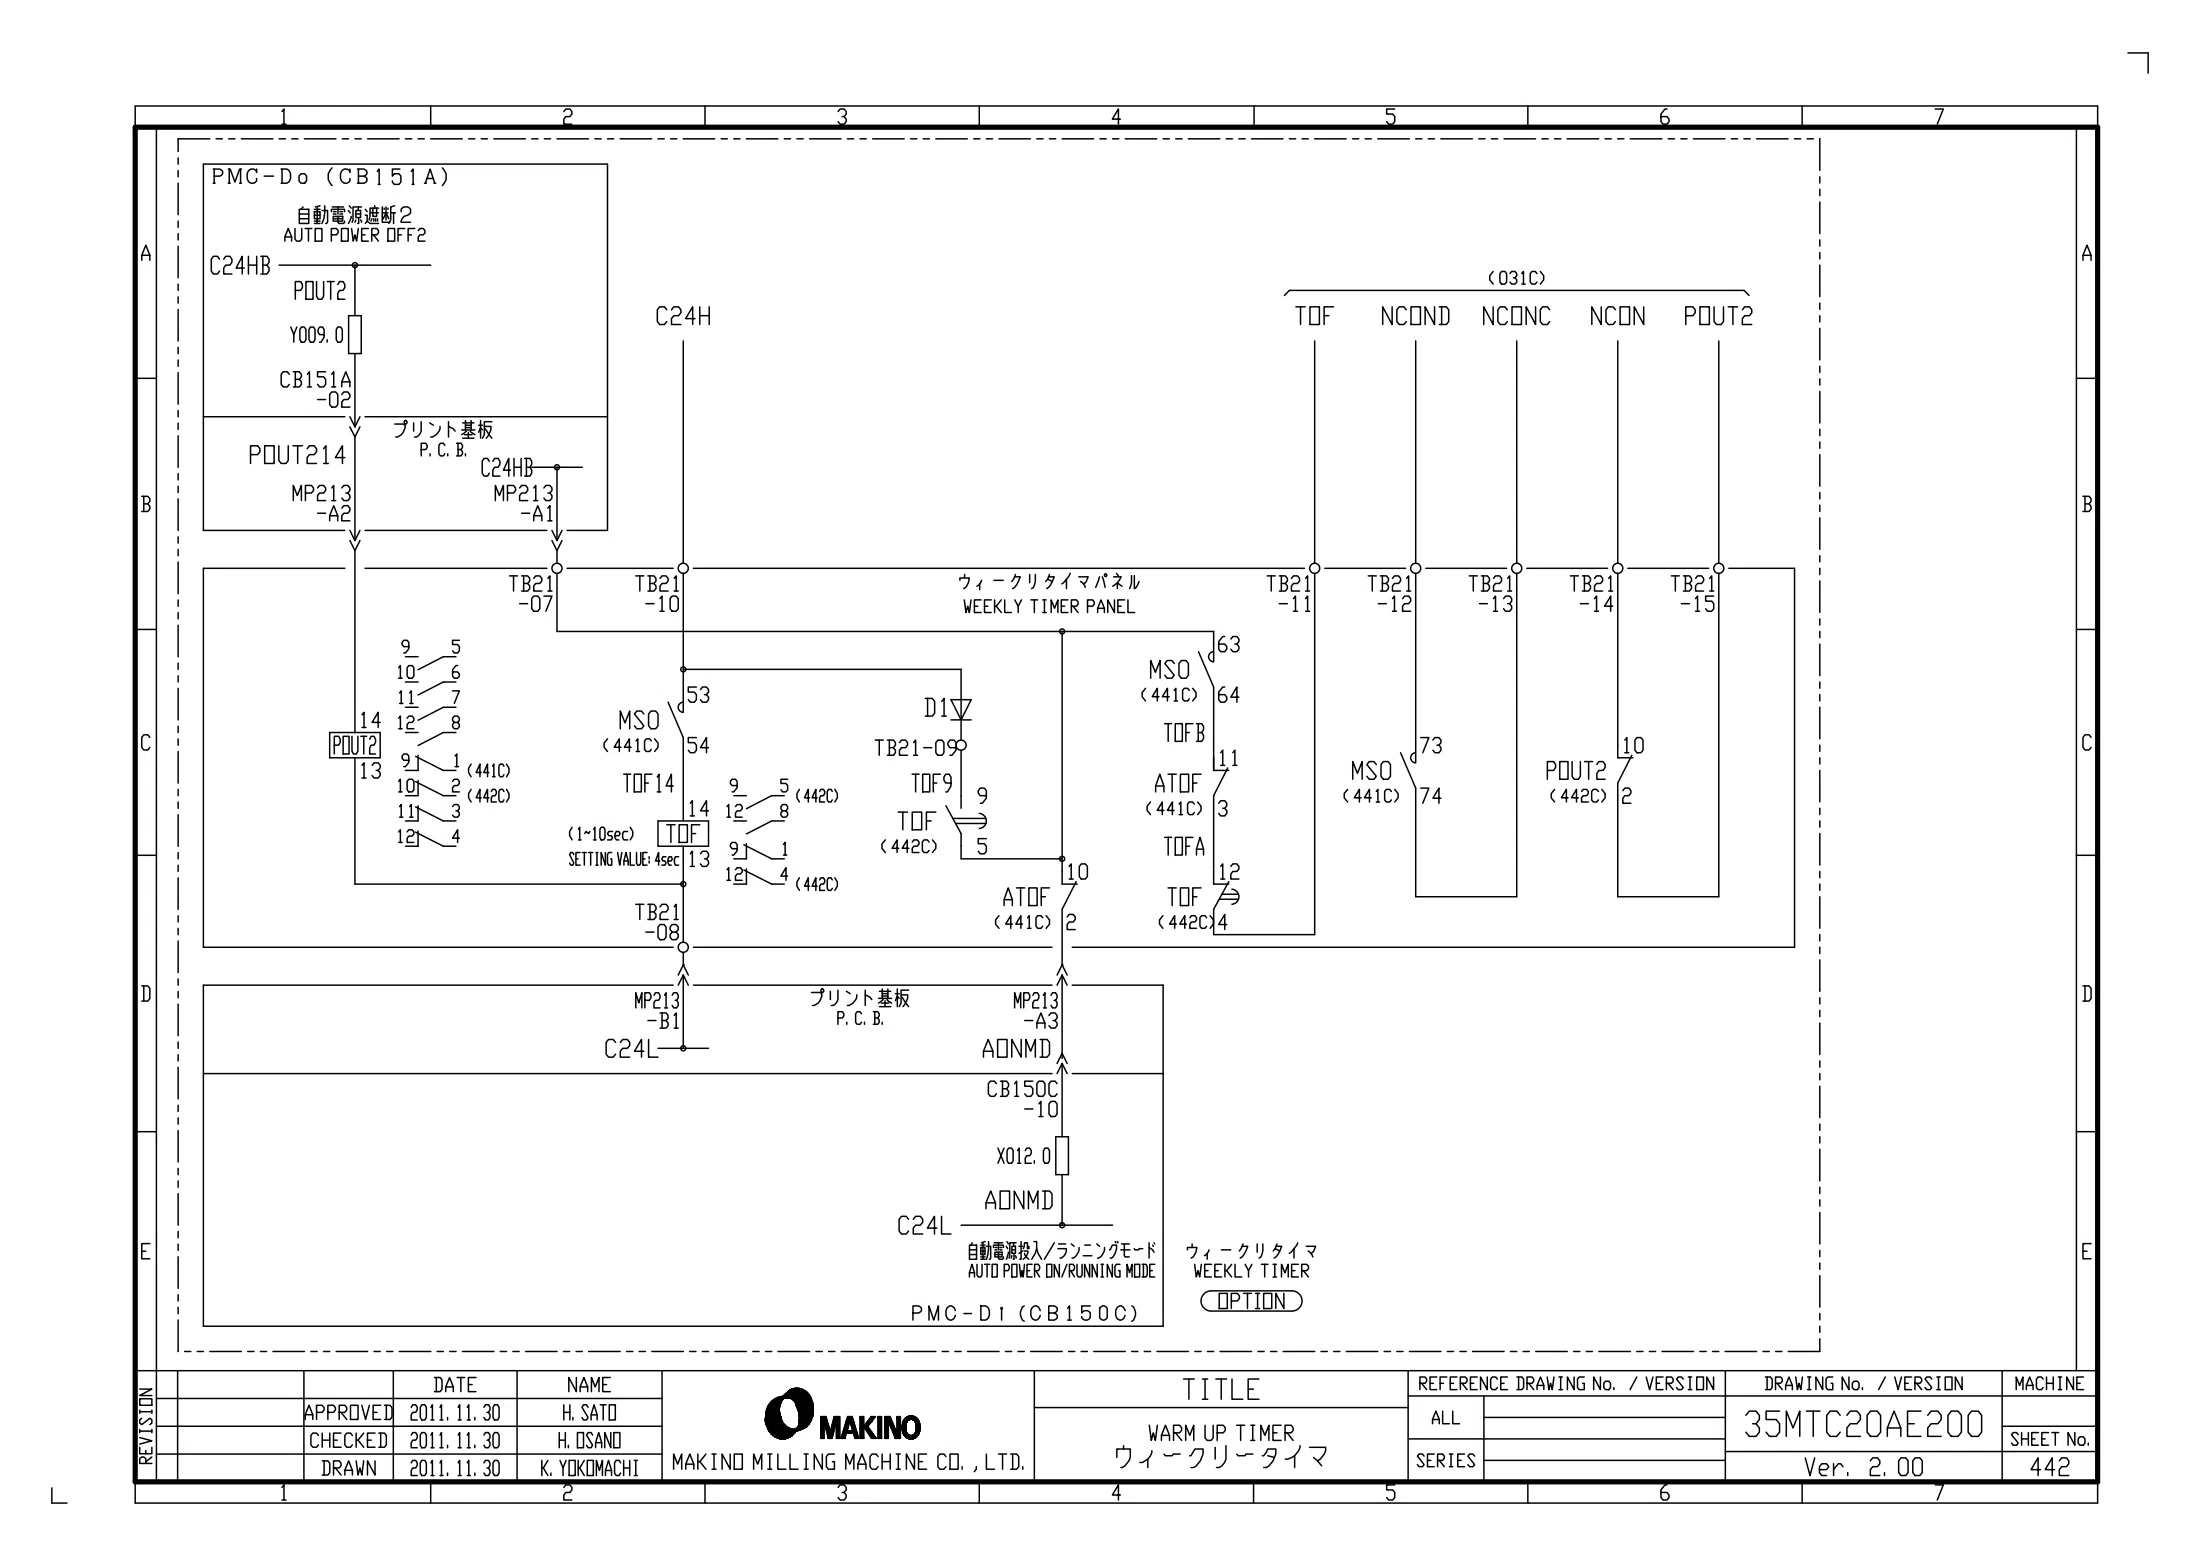 1 2 3 4 5 6 7
A A
B B
C C
D D
E E
PMC-Do (CB151A)
自動電源遮断2
AUTO POWER OFF2
C24HB
POUT2
Y009.0
CB151A
-02
プリント基板
P.C.B.
POUT214
C24HB
MP213
-A2
MP213
-A1
C24H
(031C)
TOF NCOND NCONC NCON POUT2
TB21
-07
TB21
-10
ウィークリタイマパネル
WEEKLY TIMER PANEL
TB21
-11
TB21
-12
TB21
-13
TB21
-14
TB21
-15
14
POUT2
13
9 5
10 6
11 7
12 8
9 1 (441C)
10 2 (442C)
11 3
12 4
53
MSO
(441C) 54
TOF14
14
(1~10sec) TOF
SETTING VALUE: 4sec 13
9 5 (442C)
12 8
9 1
12 4 (442C)
TB21
-08
D1
TB21-09
TOF9
9
TOF
(442C) 5
10
ATOF
(441C) 2
63
MSO
(441C) 64
TOFB
11
ATOF
(441C) 3
TOFA
12
TOF
(442C) 4
73
MSO
(441C) 74
10
POUT2
(442C) 2
MP213
-B1
C24L
プリント基板
P.C.B.
MP213
-A3
AONMD
CB150C
-10
X012.0
AONMD
C24L
自動電源投入/ランニングモード
AUTO POWER ON/RUNNING MODE
PMC-Di (CB150C)
ウィークリタイマ
WEEKLY TIMER
OPTION
REVISION
DATE NAME
APPROVED 2011.11.30 H. SATO
CHECKED 2011.11.30 H. OSANO
DRAWN 2011.11.30 K. YOKOMACHI
MAKINO
MAKINO MILLING MACHINE CO.,LTD.
TITLE
WARM UP TIMER
ウィークリータイマ
REFERENCE DRAWING No. / VERSION
ALL
SERIES
DRAWING No. / VERSION
35MTC20AE200
Ver. 2.00
MACHINE
SHEET No.
442
1 2 3 4 5 6 7